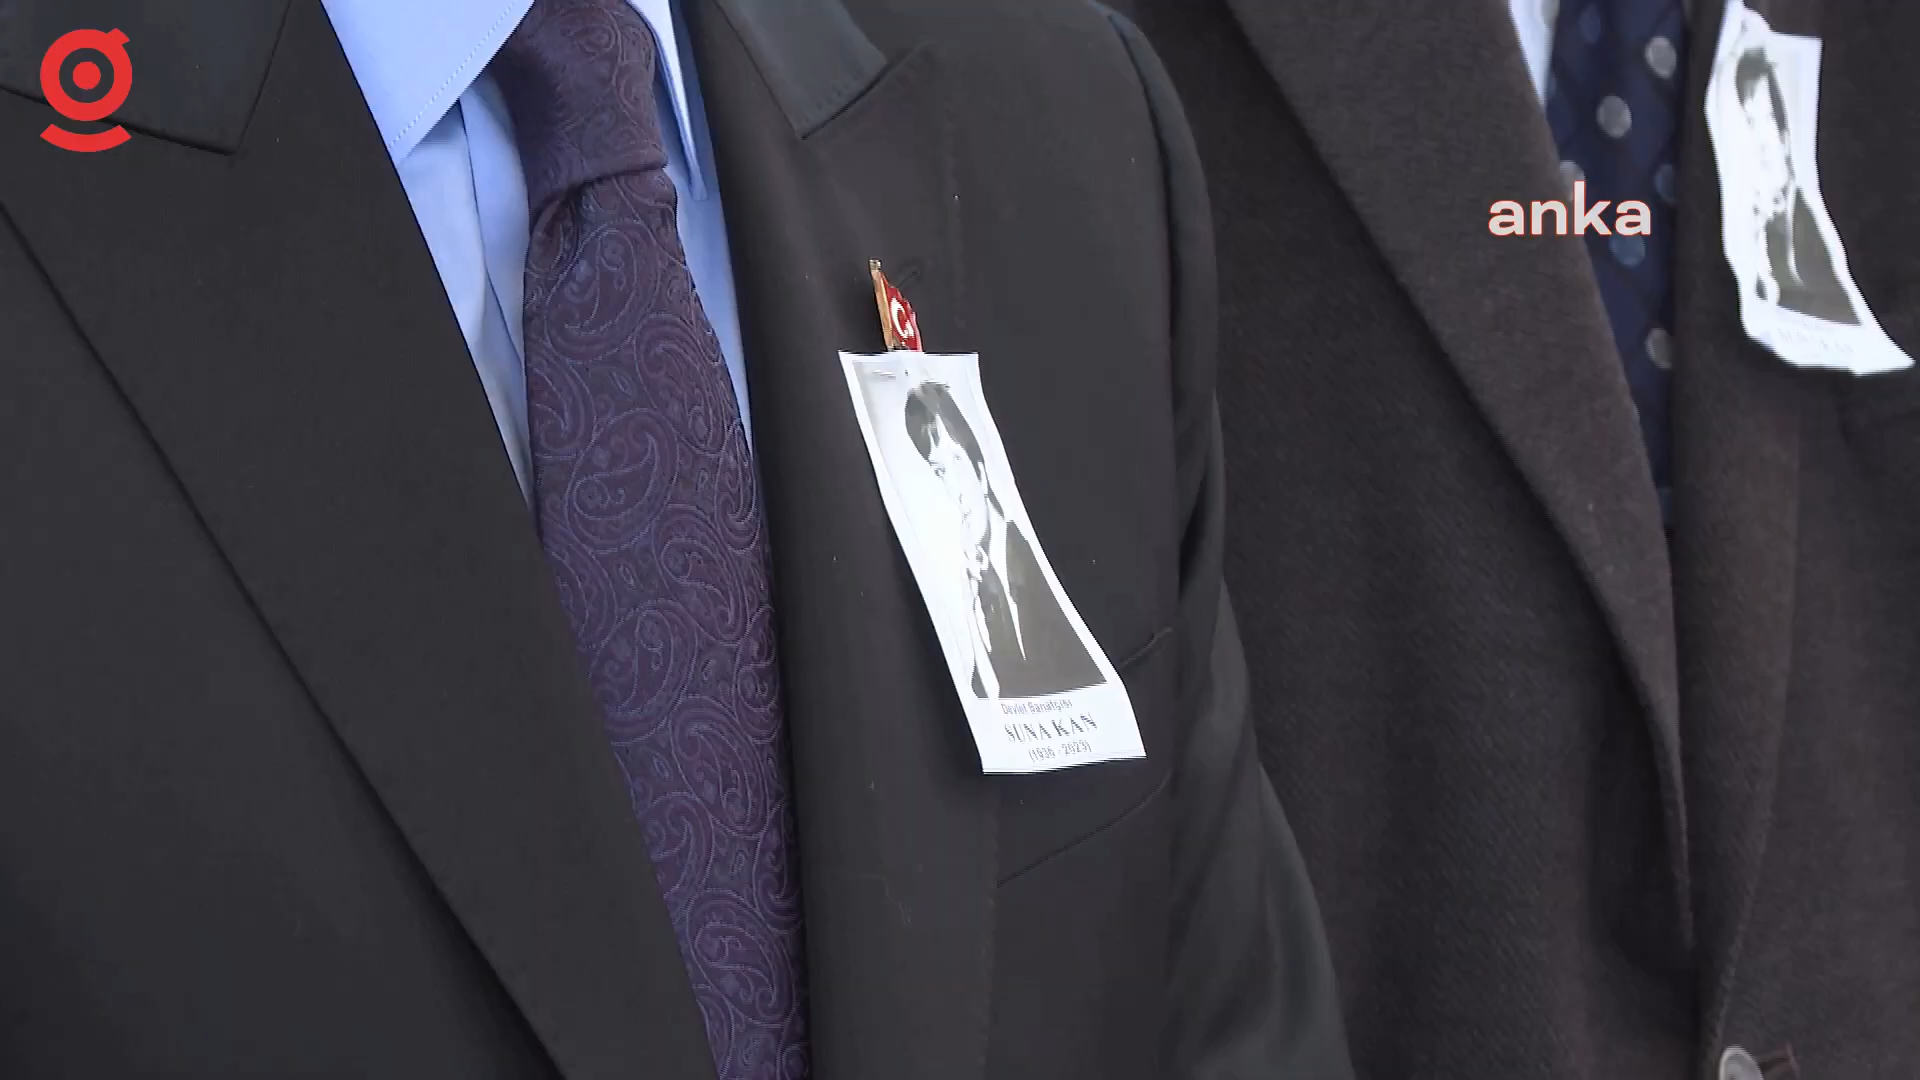 anka
Devlet Sanatçısı
SUNA KAN
(1936 - 2023)